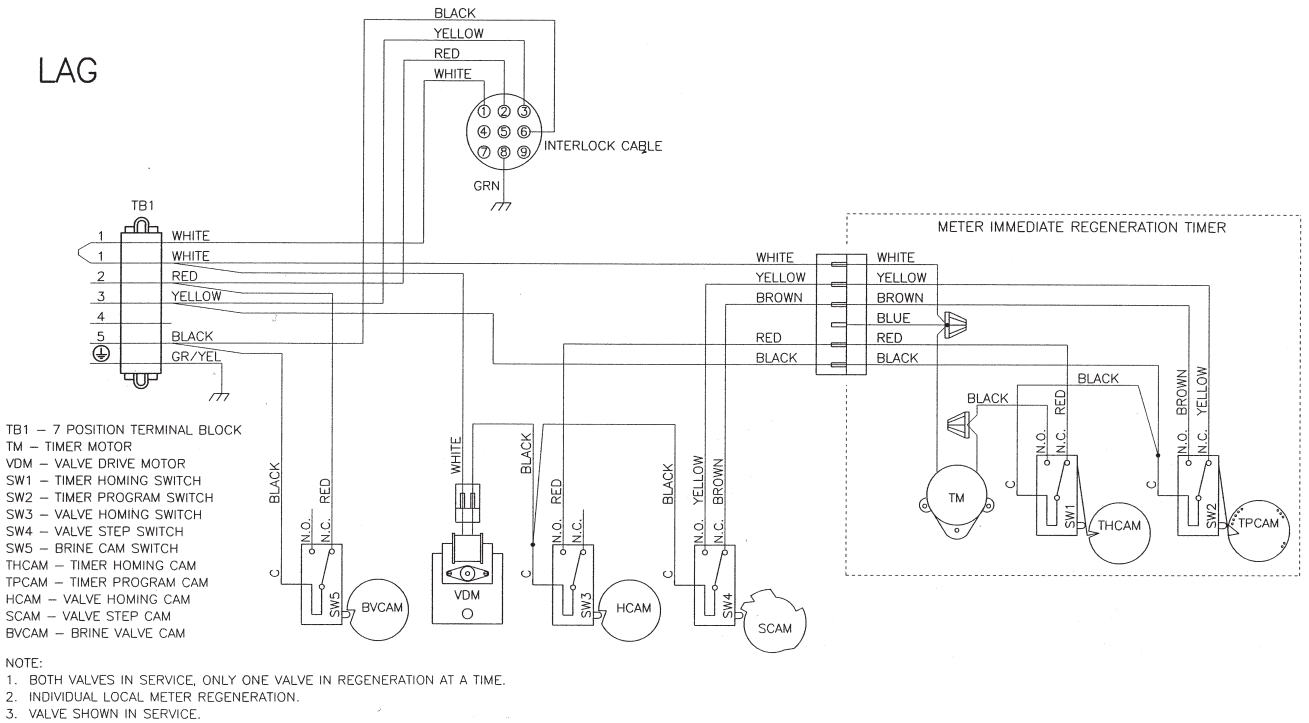 BLACK
YELLOW
RED
WHITE
LAG
1 2 3
4 5 6
7 8 9
INTERLOCK CABLE
GRN
TB1
METER IMMEDIATE REGENERATION TIMER
1 WHITE
1 WHITE
2 RED
3 YELLOW
4
5 BLACK
GR/YEL
WHITE WHITE
YELLOW YELLOW
BROWN BROWN
BLUE
RED RED
BLACK BLACK
BLACK
BLACK
RED
BROWN
YELLOW
N.O.
N.C.
N.O.
N.C.
C
C
TM
SW1
THCAM
SW2
TPCAM
TB1 – 7 POSITION TERMINAL BLOCK
TM – TIMER MOTOR
VDM – VALVE DRIVE MOTOR
SW1 – TIMER HOMING SWITCH
SW2 – TIMER PROGRAM SWITCH
SW3 – VALVE HOMING SWITCH
SW4 – VALVE STEP SWITCH
SW5 – BRINE CAM SWITCH
THCAM – TIMER HOMING CAM
TPCAM – TIMER PROGRAM CAM
HCAM – VALVE HOMING CAM
SCAM – VALVE STEP CAM
BVCAM – BRINE VALVE CAM
BLACK
RED
WHITE
BLACK
RED
BLACK
YELLOW
BROWN
N.O.
N.C.
N.O.
N.C.
N.O.
N.C.
C
C
C
SW5
BVCAM
VDM
SW3
HCAM
SW4
SCAM
NOTE:
1. BOTH VALVES IN SERVICE, ONLY ONE VALVE IN REGENERATION AT A TIME.
2. INDIVIDUAL LOCAL METER REGENERATION.
3. VALVE SHOWN IN SERVICE.